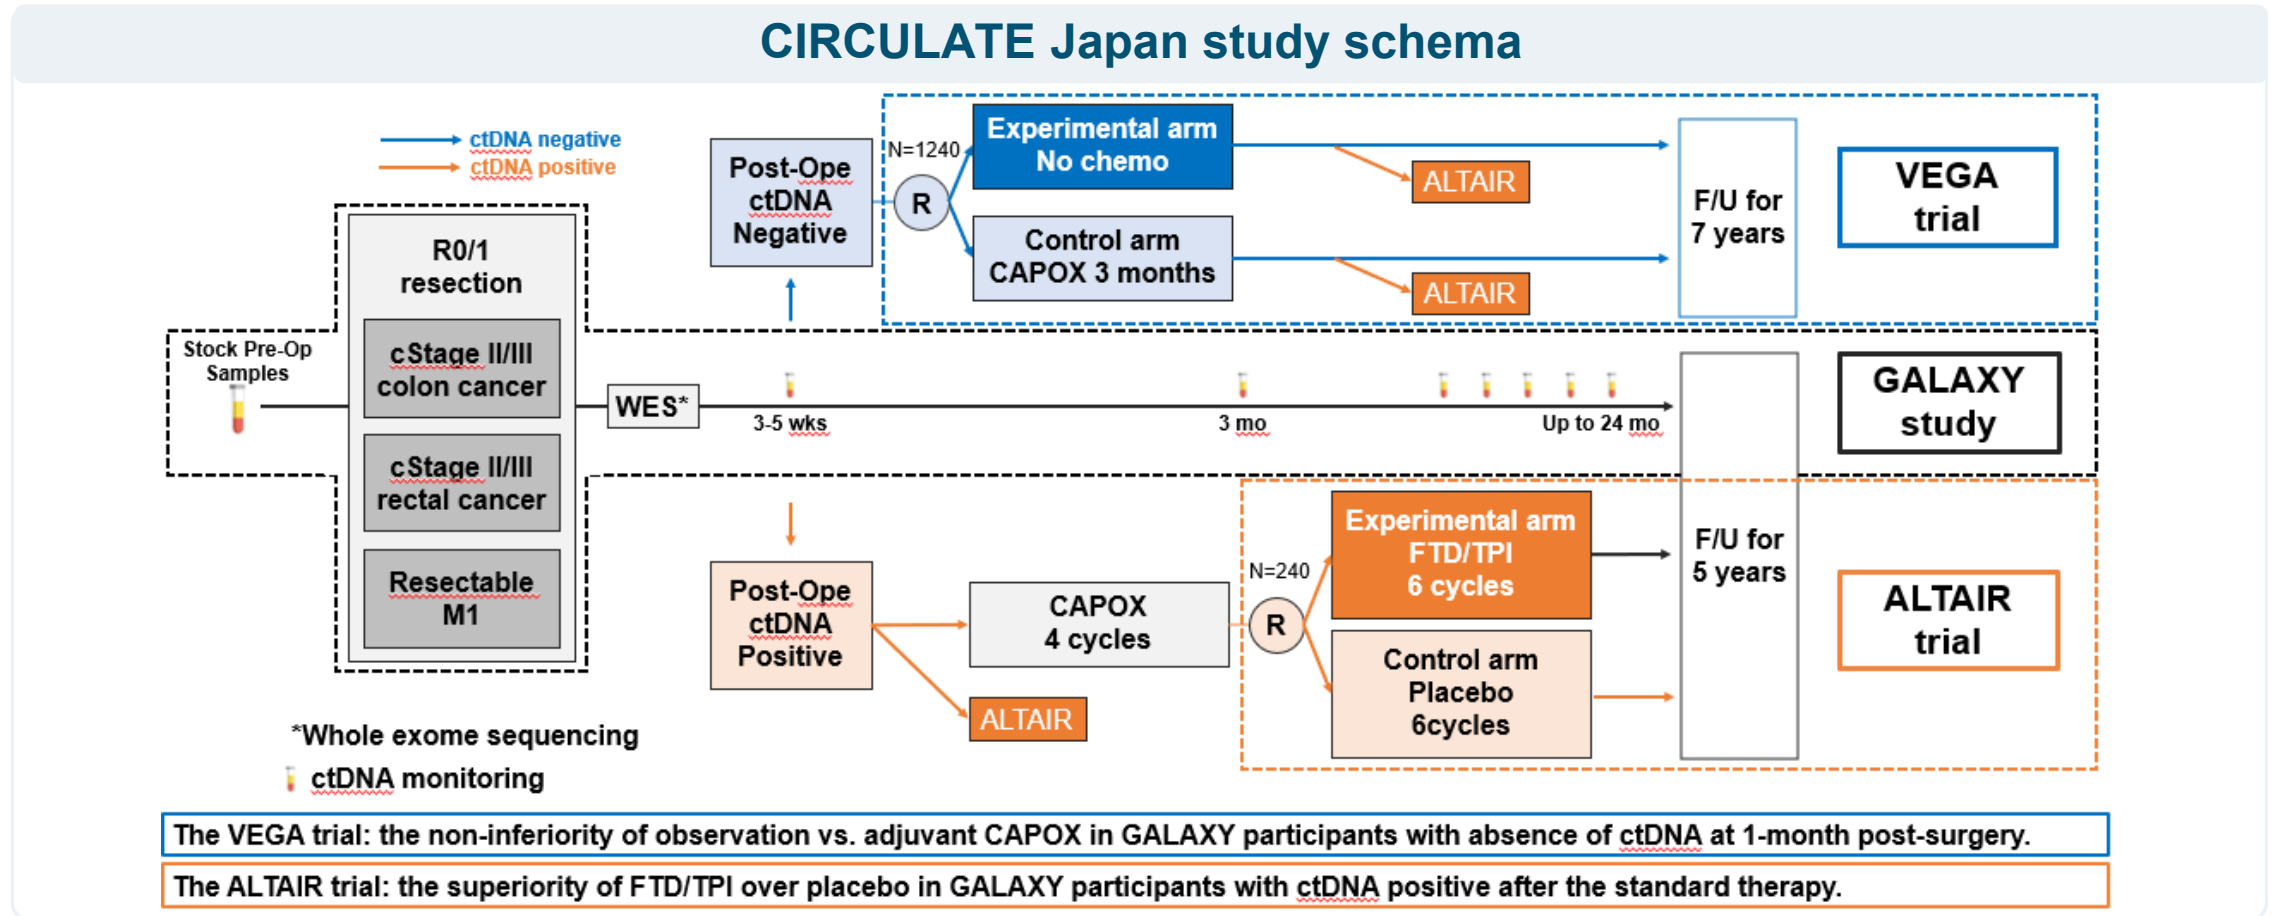 CIRCULATE Japan study schema
ctDNA negative
ctDNA positive
R0/1
resection
cStage II/III
colon cancer
cStage II/III
rectal cancer
Resectable
M1
Stock Pre-Op
Samples
WES*
Post-Ope
ctDNA
Negative
N=1240
R
Experimental arm
No chemo
ALTAIR
Control arm
CAPOX 3 months
ALTAIR
F/U for
7 years
VEGA
trial
3-5 wks
3 mo
Up to 24 mo
GALAXY
study
Post-Ope
ctDNA
Positive
CAPOX
4 cycles
ALTAIR
N=240
R
Experimental arm
FTD/TPI
6 cycles
Control arm
Placebo
6cycles
F/U for
5 years
ALTAIR
trial
*Whole exome sequencing
ctDNA monitoring
The VEGA trial: the non-inferiority of observation vs. adjuvant CAPOX in GALAXY participants with absence of ctDNA at 1-month post-surgery.
The ALTAIR trial: the superiority of FTD/TPI over placebo in GALAXY participants with ctDNA positive after the standard therapy.